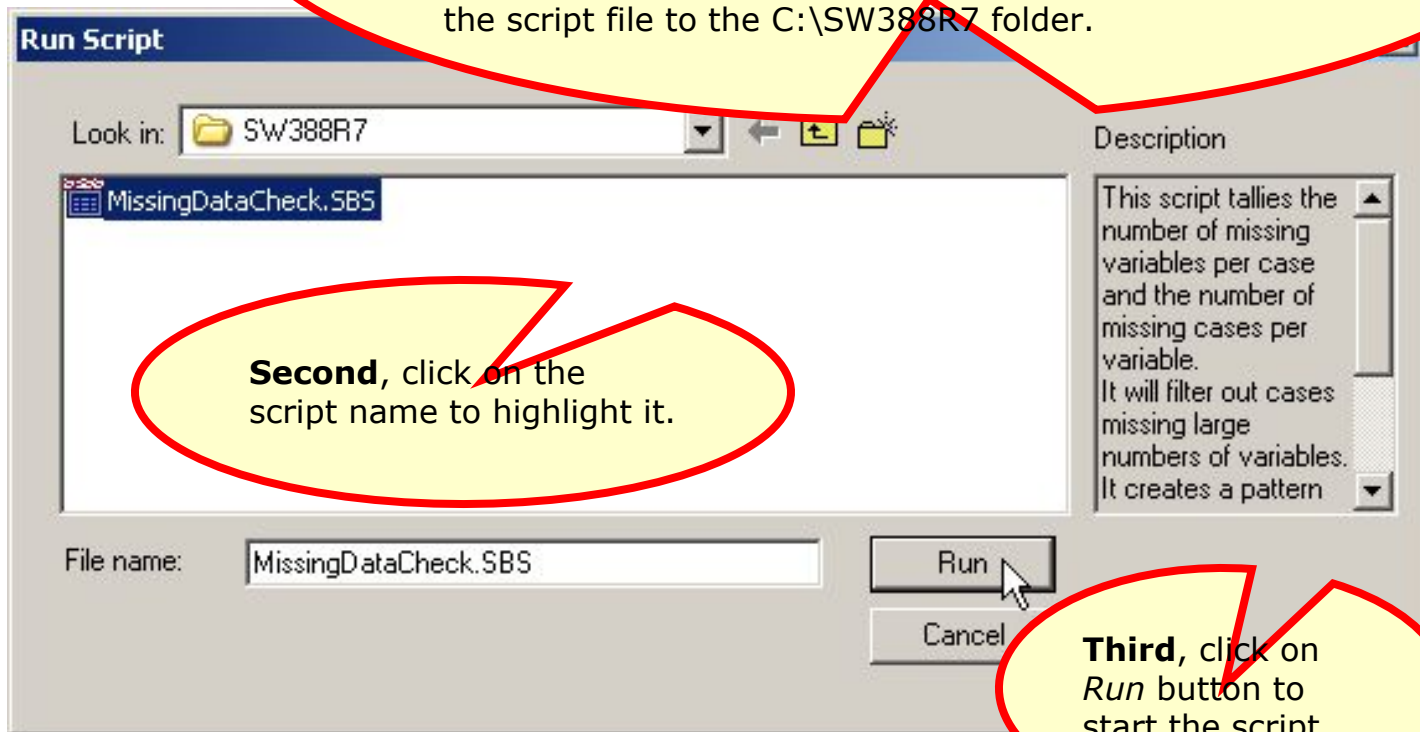 the script file to the C:\SW388R7 folder.
Run Script
Look in: SW388R7
Description
MissingDataCheck.SBS
This script tallies the
number of missing
variables per case
and the number of
missing cases per
variable.
It will filter out cases
missing large
numbers of variables.
It creates a pattern
Second, click on the
script name to highlight it.
File name: MissingDataCheck.SBS
Run
Cancel
Third, click on
Run button to
start the script